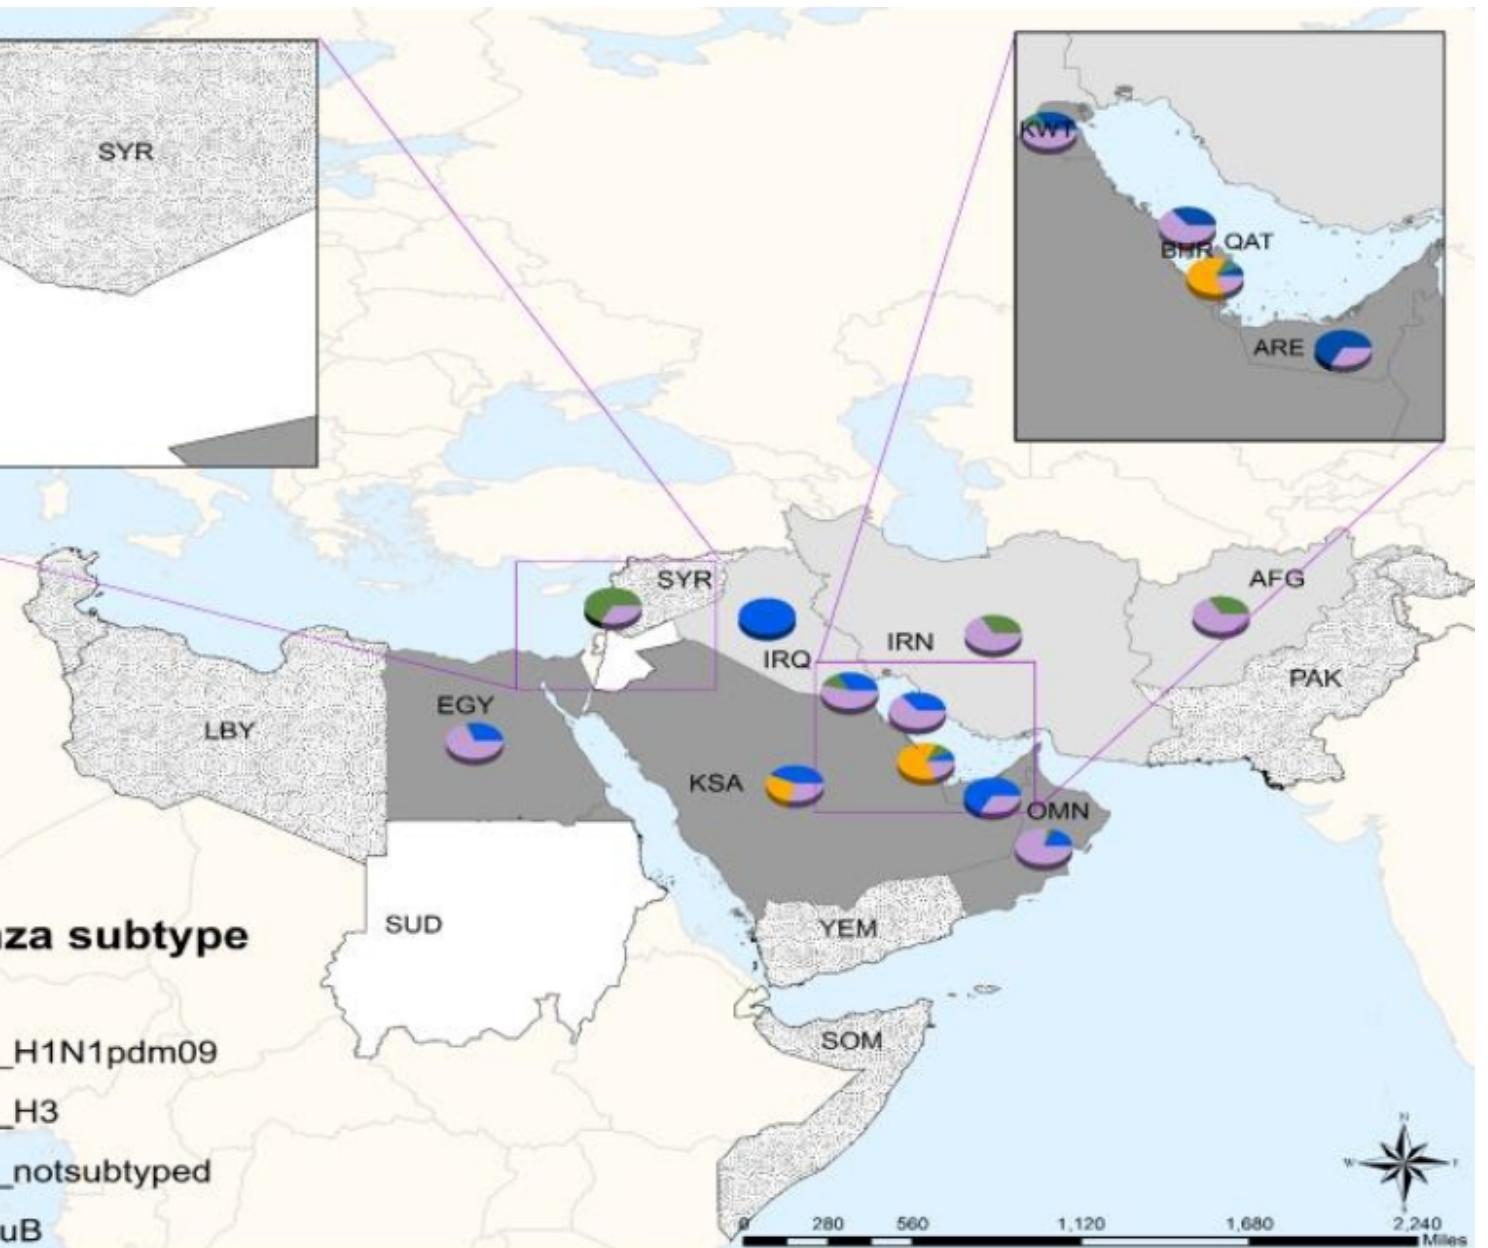 SYR
KWT
BHR
QAT
ARE
SYR
IRQ
IRN
AFG
PAK
LBY
EGY
KSA
OMN
SUD
YEM
SOM
za subtype
_H1N1pdm09
_H3
_notsubtyped
uB
N
W
E
S
0 280 560 1,120 1,680 2,240
Miles